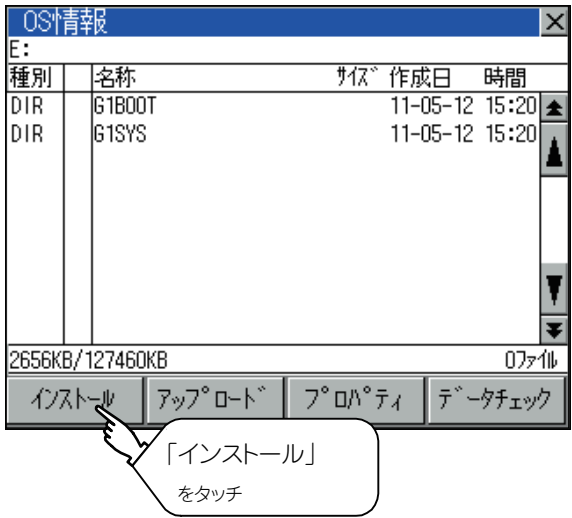 OS情報 ×
E:
種別 名称 ｻｲｽﾞ 作成日 時間
DIR G1BOOT 11-05-12 15:20
DIR G1SYS 11-05-12 15:20
2656KB/127460KB 0ﾌｧｲﾙ
ｲﾝｽﾄｰﾙ ｱｯﾌﾟﾛｰﾄﾞ ﾌﾟﾛﾊﾟﾃｨ ﾃﾞｰﾀﾁｪｯｸ
「インストール」
をタッチ